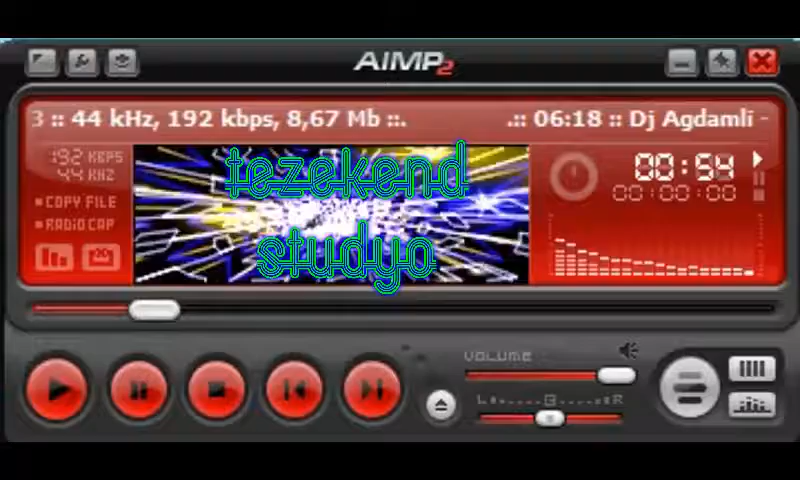 AIMP2
3 :: 44 kHz, 192 kbps, 8,67 Mb ::. .:: 06:18 :: Dj Agdamli -
192 KBPS
44 KHZ
COPY FILE
RADIO CAP
tezekend
studyo
00:54
00:00:00
VOLUME
L C R